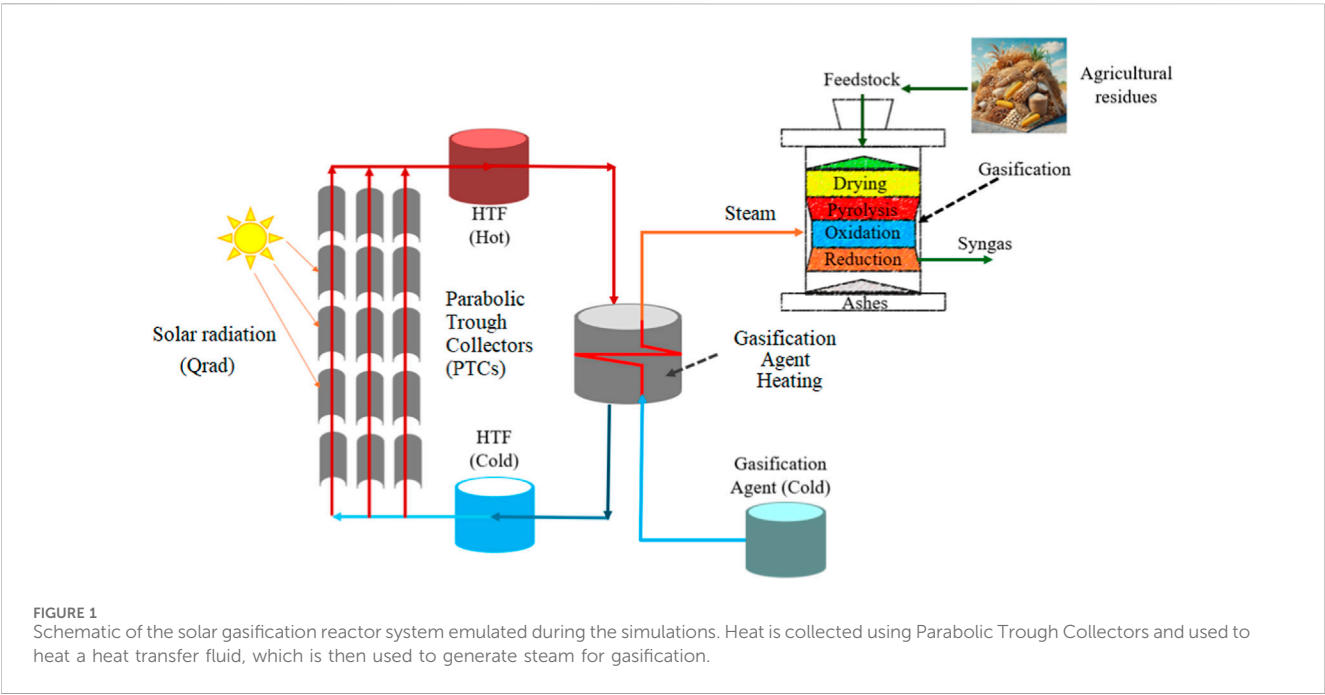 Feedstock
Agricultural
residues
Gasification
Drying
Pyrolysis
Oxidation
Reduction
Ashes
Steam
Syngas
HTF
(Hot)
Solar radiation
(Qrad)
Parabolic
Trough
Collectors
(PTCs)
Gasification
Agent
Heating
HTF
(Cold)
Gasification
Agent (Cold)
FIGURE 1
Schematic of the solar gasification reactor system emulated during the simulations. Heat is collected using Parabolic Trough Collectors and used to
heat a heat transfer fluid, which is then used to generate steam for gasification.